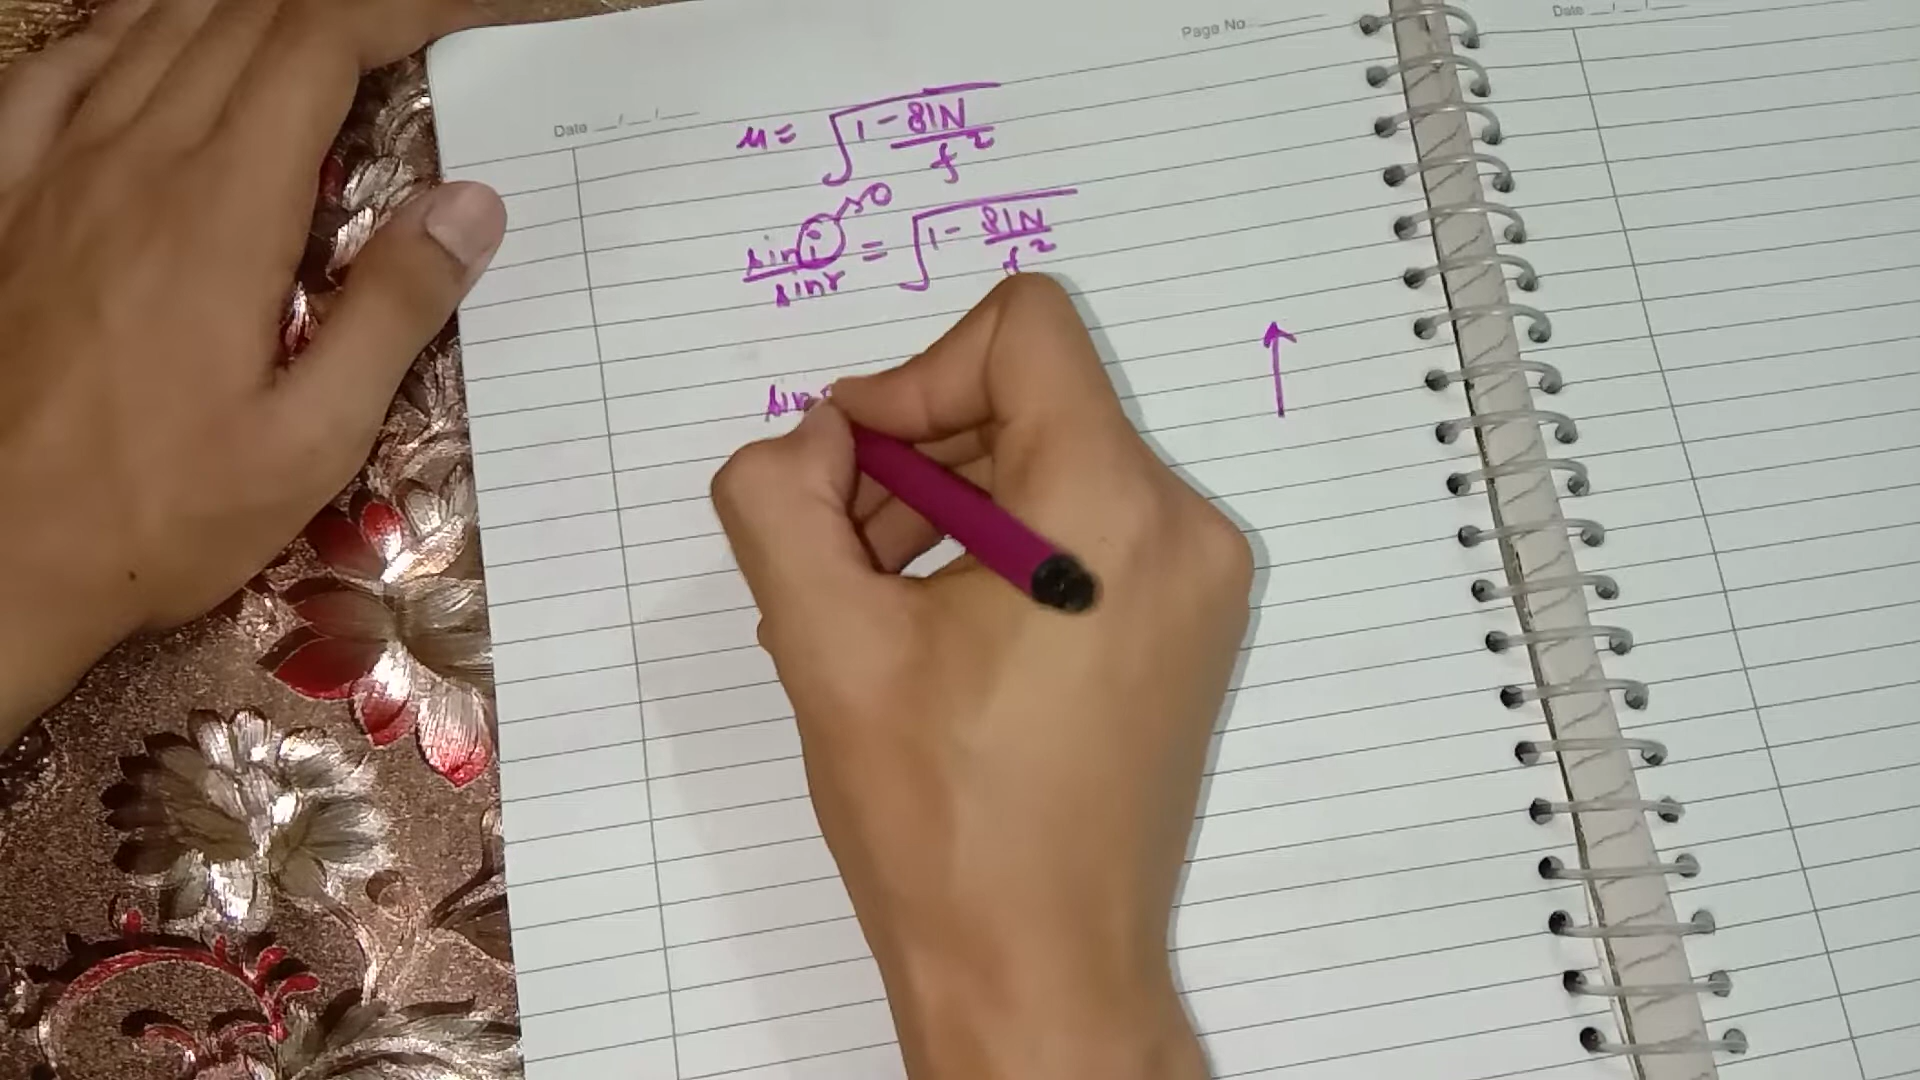 Page No.
Date __/__/__
Date __/__/__
μ = √1 - 81N/f²
sin i → 0 / sin r = √1 - 81N/f²
sin